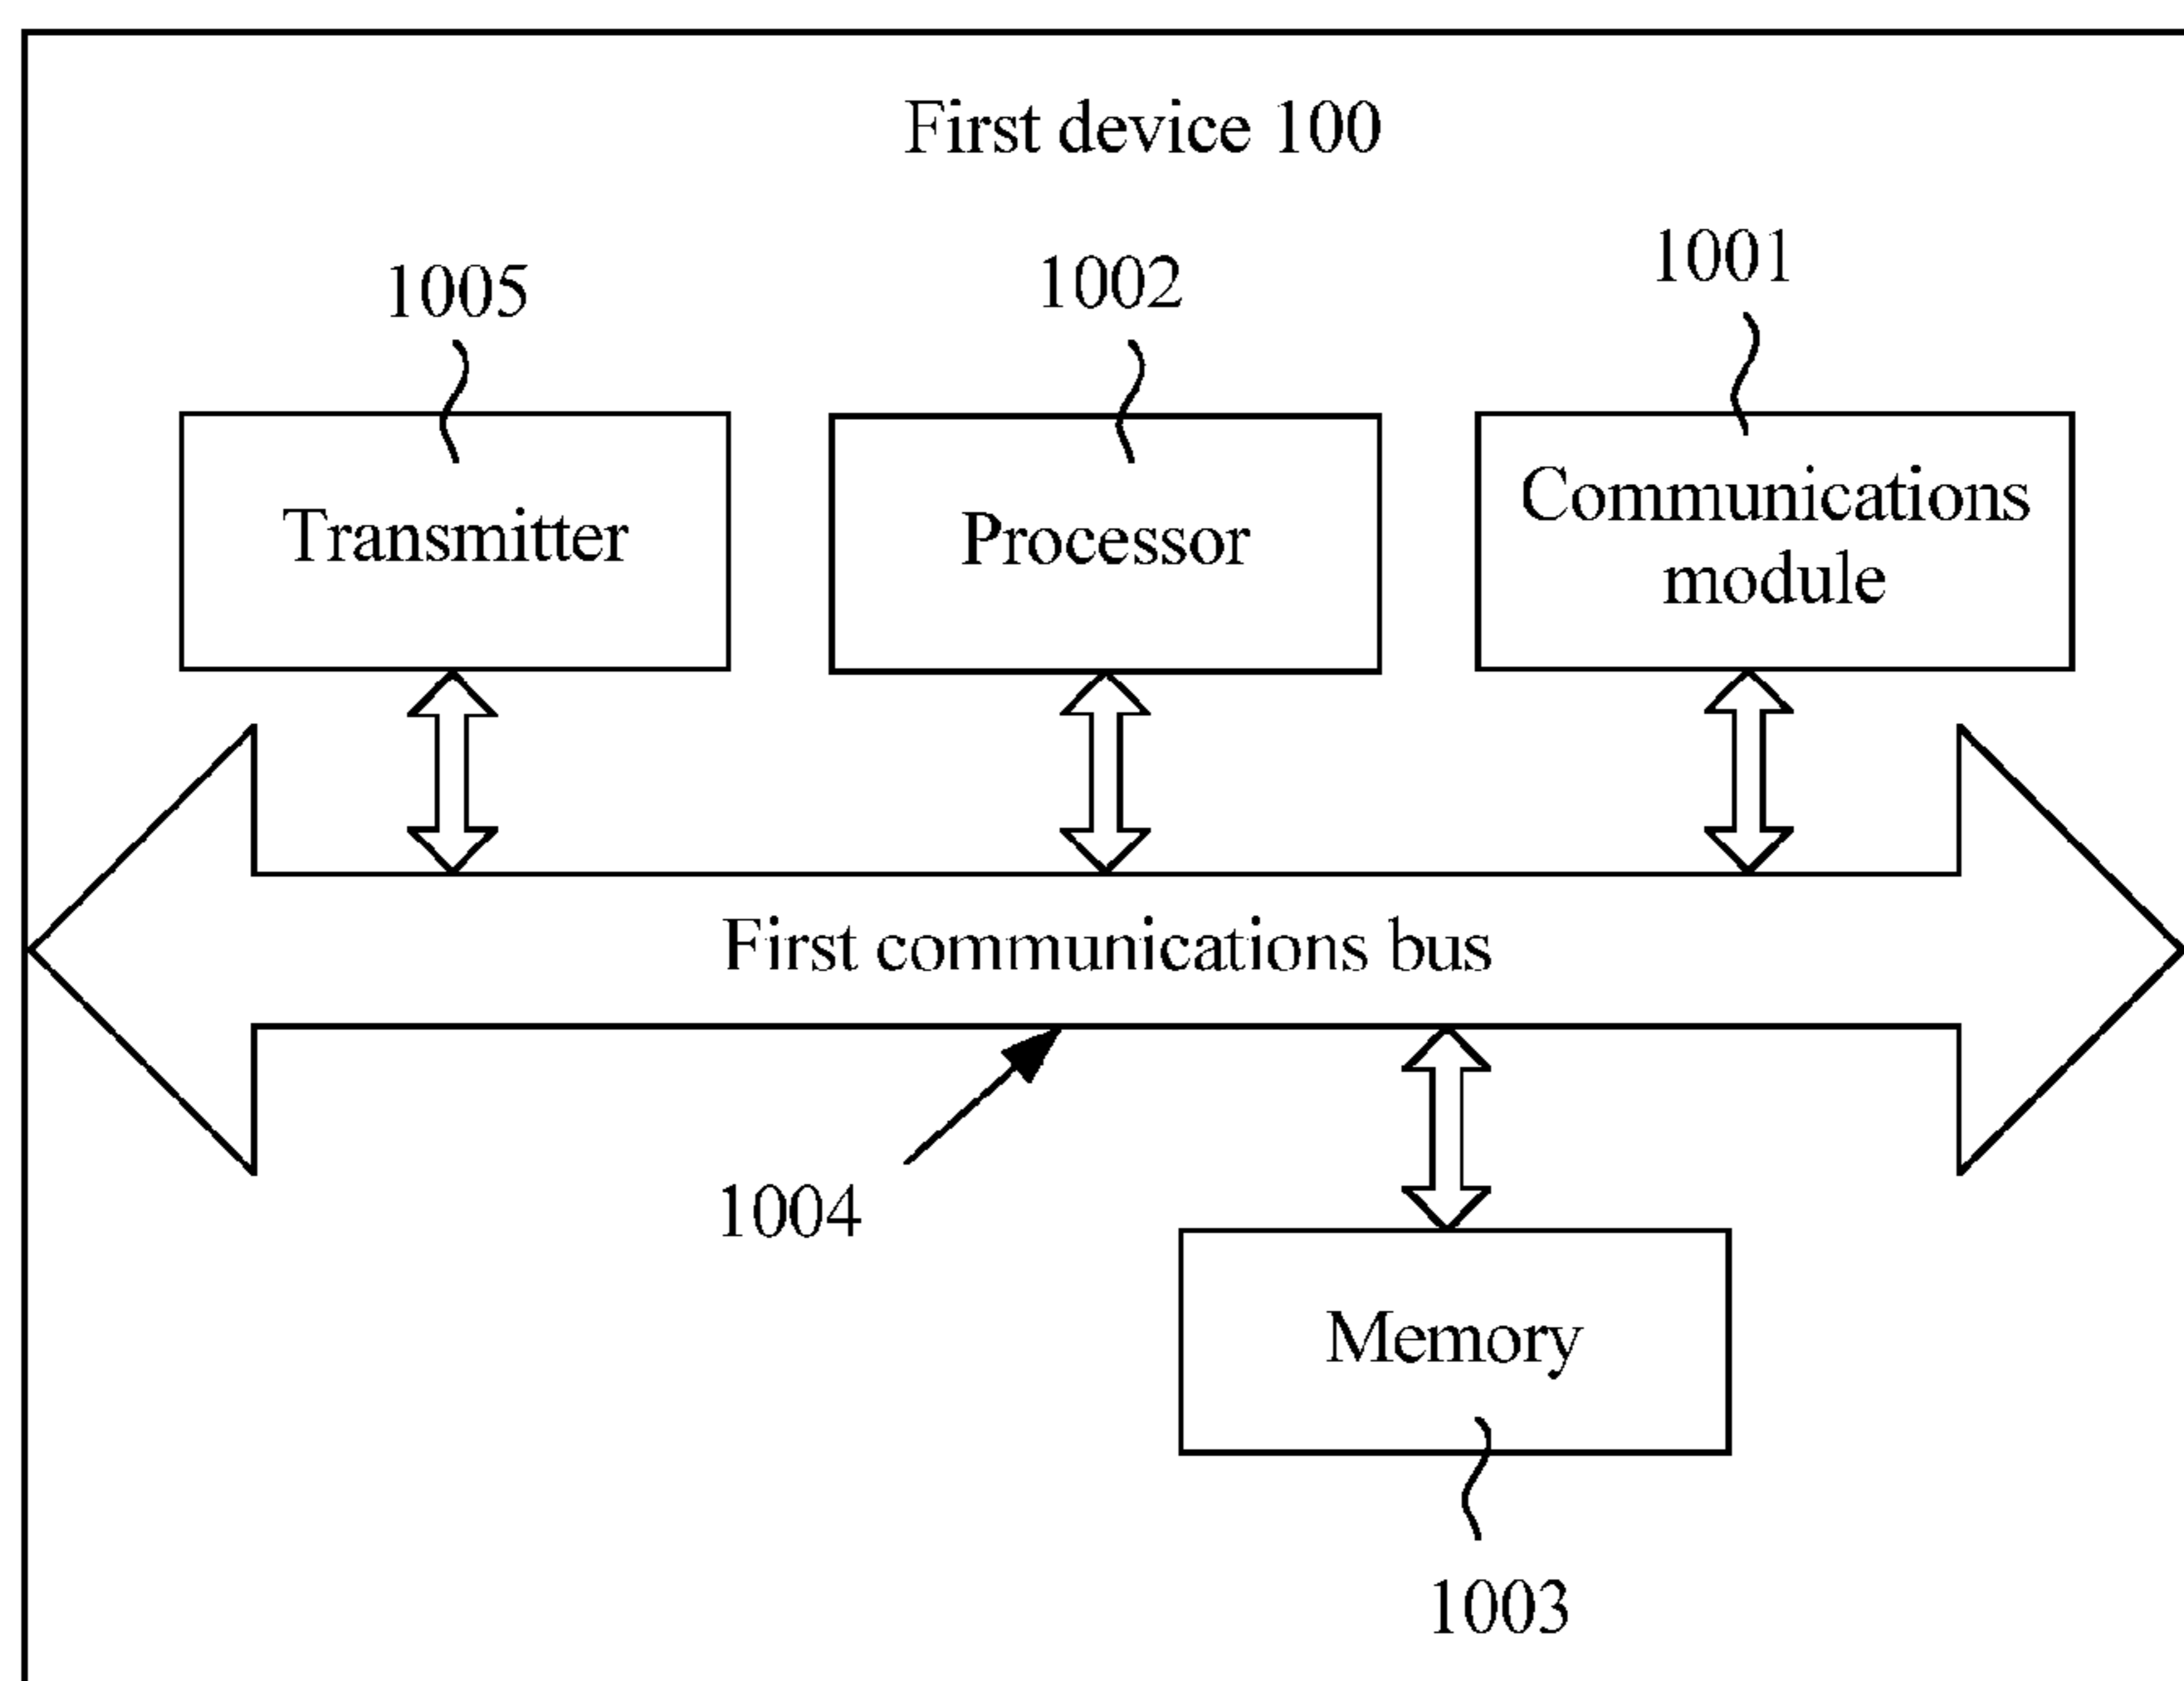 First device 100
1005
1002
1001
Transmitter
Processor
Communications
module
First communications bus
1004
Memory
1003